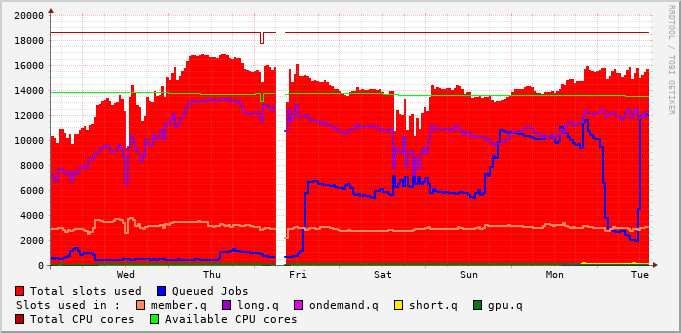 20000
18000
16000
14000
12000
10000
8000
6000
4000
2000
0
Wed Thu Fri Sat Sun Mon Tue
Total slots used Queued Jobs
Slots used in : member.q long.q ondemand.q short.q gpu.q
Total CPU cores Available CPU cores
RRDTOOL / TOBI OETIKER